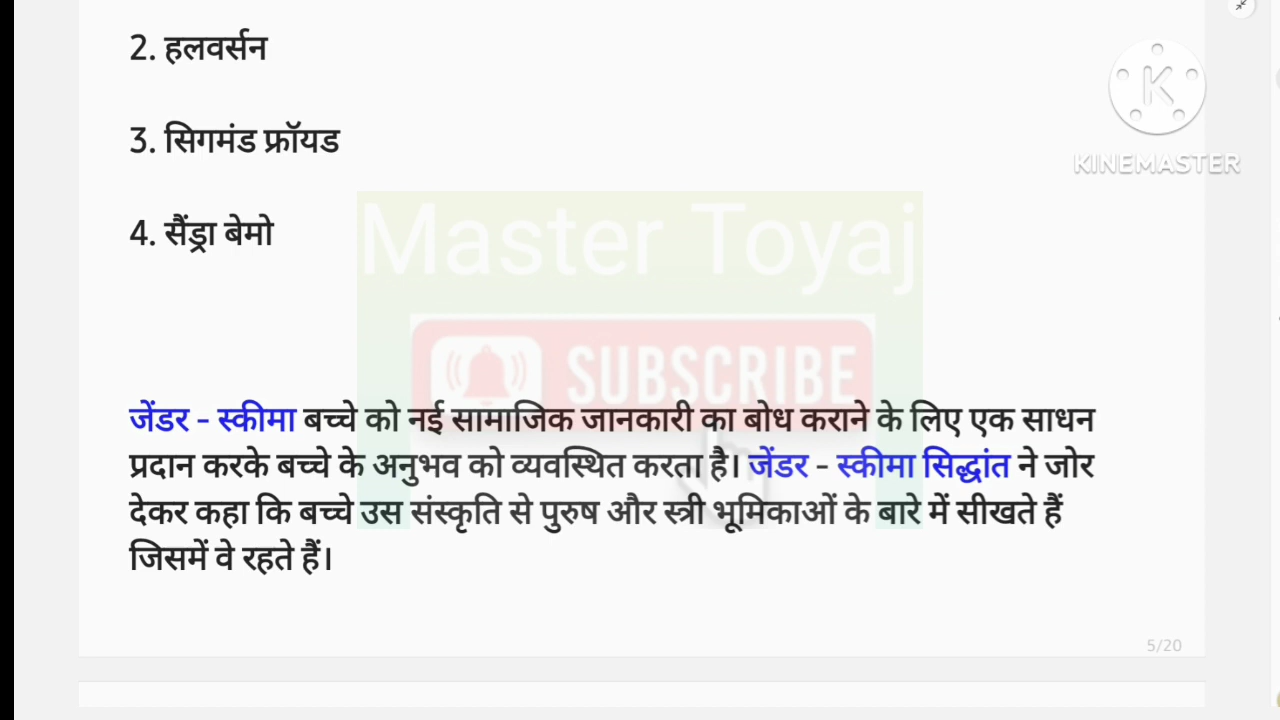 2. हलवर्सन
3. सिगमंड फ्रॉयड
4. सैंड्रा बेमो
Master Toyaj
SUBSCRIBE
KINEMASTER
जेंडर - स्कीमा बच्चे को नई सामाजिक जानकारी का बोध कराने के लिए एक साधन
प्रदान करके बच्चे के अनुभव को व्यवस्थित करता है। जेंडर - स्कीमा सिद्धांत ने जोर
देकर कहा कि बच्चे उस संस्कृति से पुरुष और स्त्री भूमिकाओं के बारे में सीखते हैं
जिसमें वे रहते हैं।
5/20